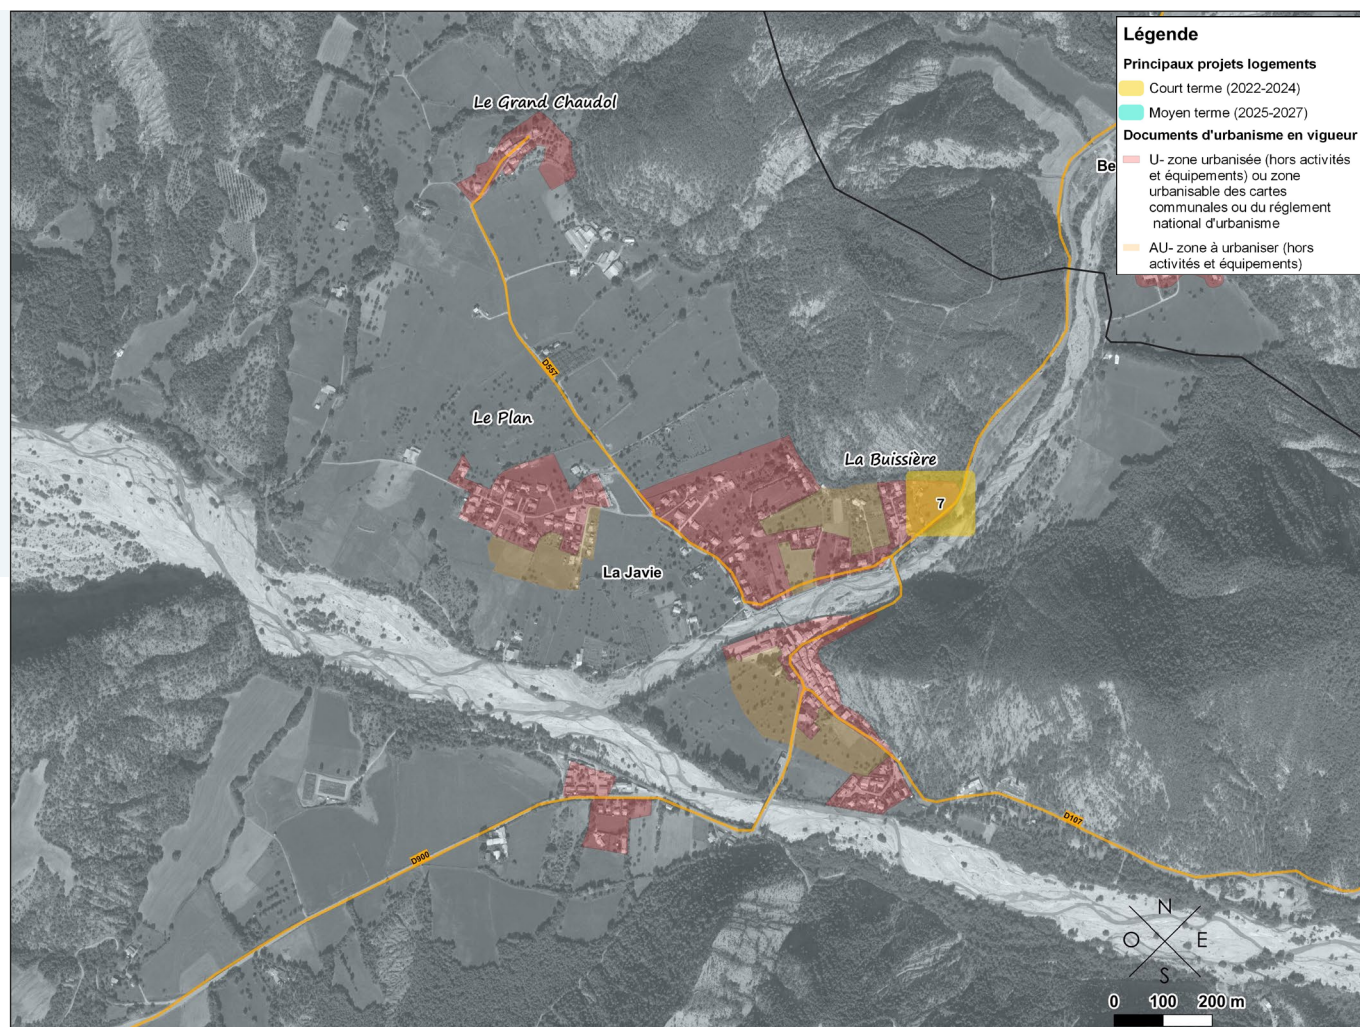 Légende
Principaux projets logements
Court terme (2022-2024)
Moyen terme (2025-2027)
Documents d'urbanisme en vigueur
U- zone urbanisée (hors activités
et équipements) ou zone
urbanisable des cartes
communales ou du réglement
national d'urbanisme
AU- zone à urbaniser (hors
activités et équipements)
Le Grand Chaudol
Be
D557
Le Plan
La Buissière
7
La Javie
D107
D900
N
O E
S
0 100 200 m